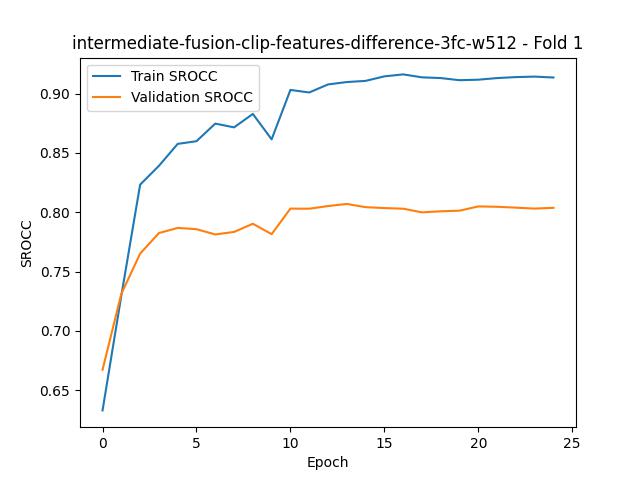 intermediate-fusion-clip-features-difference-3fc-w512 - Fold 1
Train SROCC
Validation SROCC
SROCC
0.90
0.85
0.80
0.75
0.70
0.65
0 5 10 15 20 25
Epoch